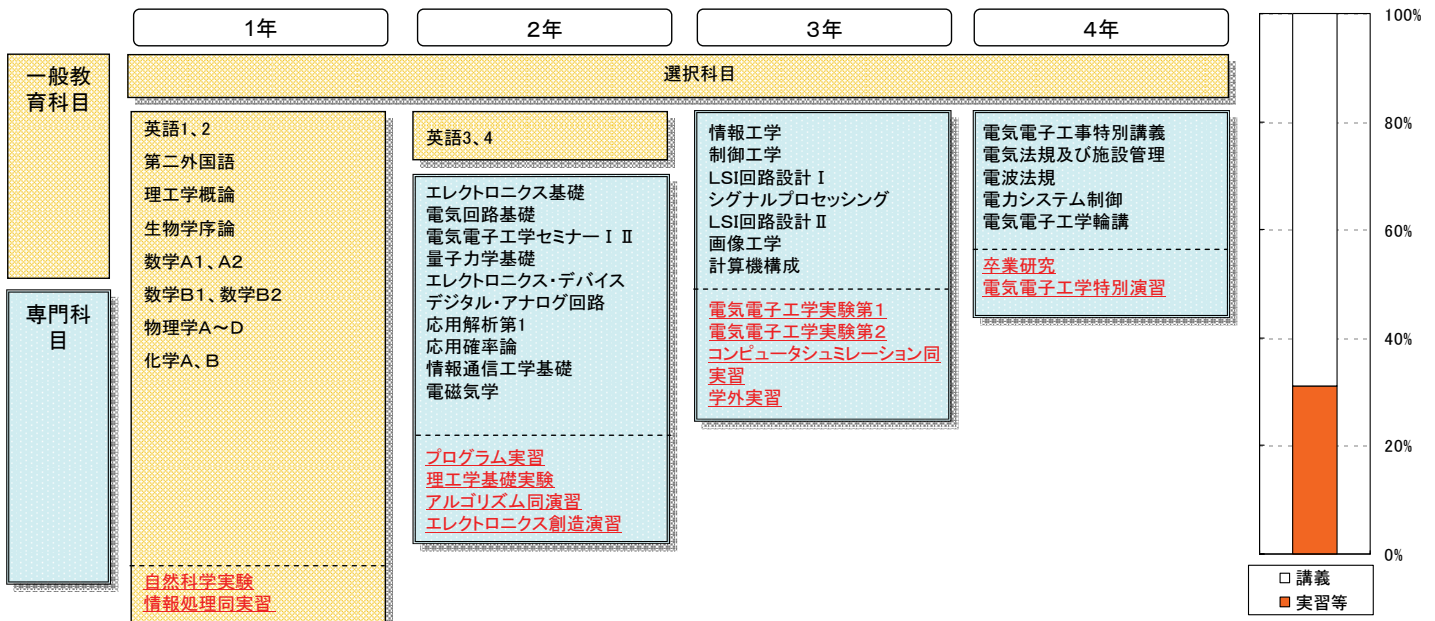 1年
2年
3年
4年
一般教
育科目
選択科目
英語1、2
第二外国語
理工学概論
生物学序論
数学A1、A2
数学B1、数学B2
物理学A～D
化学A、B
自然科学実験
情報処理同実習
英語3、4
専門科
目
エレクトロニクス基礎
電気回路基礎
電気電子工学セミナーⅠ Ⅱ
量子力学基礎
エレクトロニクス・デバイス
デジタル・アナログ回路
応用解析第1
応用確率論
情報通信工学基礎
電磁気学
プログラム実習
理工学基礎実験
アルゴリズム同演習
エレクトロニクス創造演習
情報工学
制御工学
LSI回路設計Ⅰ
シグナルプロセッシング
LSI回路設計Ⅱ
画像工学
計算機構成
電気電子工学実験第1
電気電子工学実験第2
コンピュータシュミレーション同
実習
学外実習
電気電子工事特別講義
電気法規及び施設管理
電波法規
電力システム制御
電気電子工学輪講
卒業研究
電気電子工学特別演習
100%
80%
60%
40%
20%
0%
講義
実習等